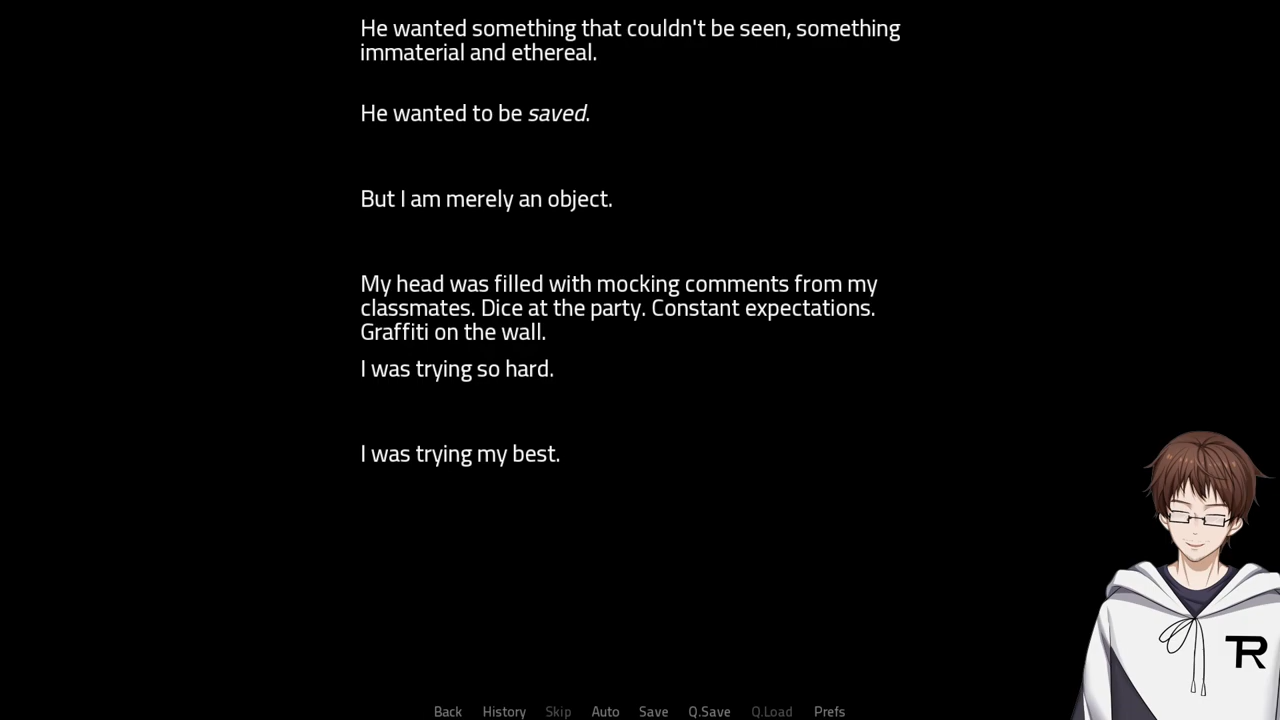 He wanted something that couldn't be seen, something
immaterial and ethereal.
He wanted to be saved.
But I am merely an object.
My head was filled with mocking comments from my
classmates. Dice at the party. Constant expectations.
Graffiti on the wall.
I was trying so hard.
I was trying my best.
TR
Back History Skip Auto Save Q.Save Q.Load Prefs